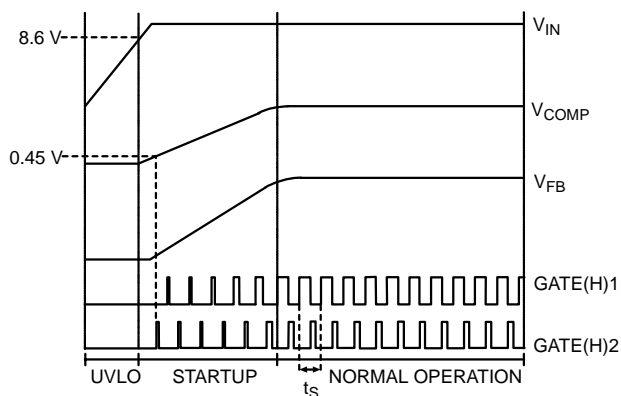 8.6 V
V_IN
V_COMP
0.45 V
V_FB
GATE(H)1
GATE(H)2
UVLO STARTUP NORMAL OPERATION
t_S